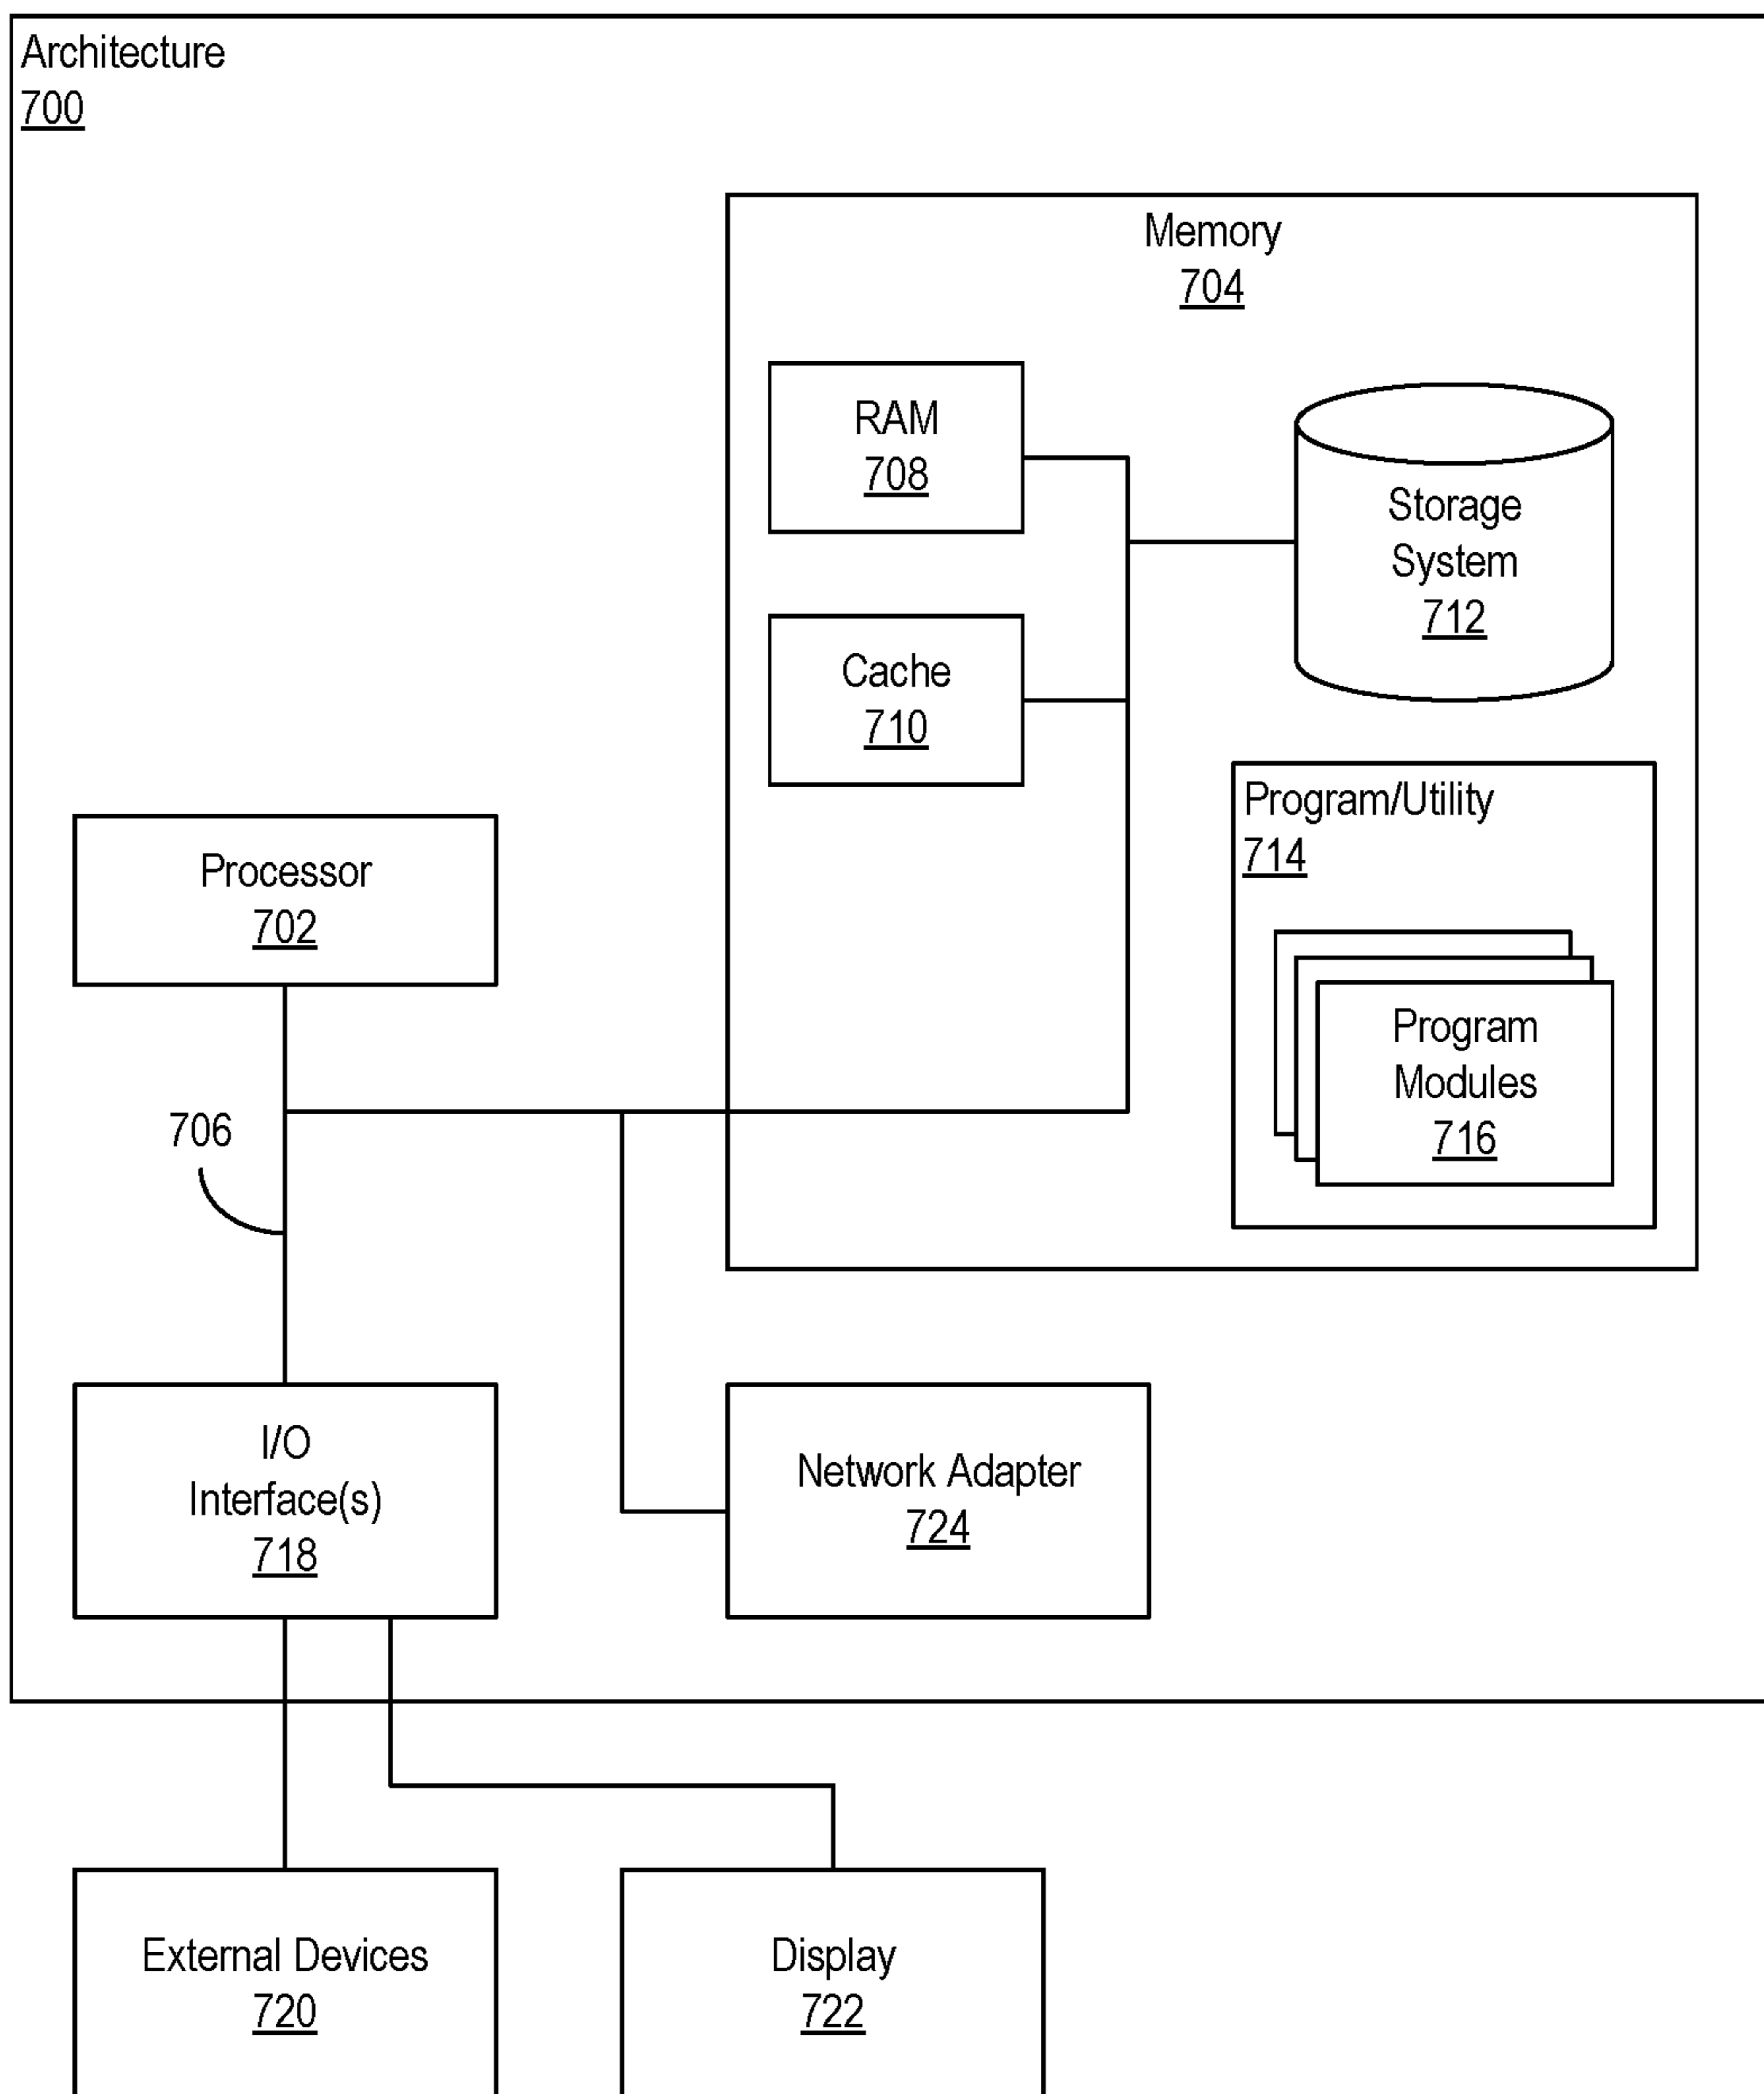 Architecture
700
Memory
704
RAM
708
Storage
System
712
Cache
710
Program/Utility
714
Processor
702
Program
Modules
716
706
I/O
Interface(s)
718
Network Adapter
724
External Devices
720
Display
722